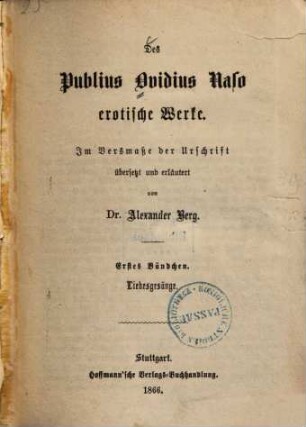 Des
Publius Ovidius Naso
erotische Werke.
Im Versmaße der Urschrift
übersetzt und erläutert
von
Dr. Alexander Berg.
Erstes Bändchen.
Liebesgesänge.
PASSAU
Stuttgart.
Hoffmann'sche Verlags-Buchhandlung.
1866.